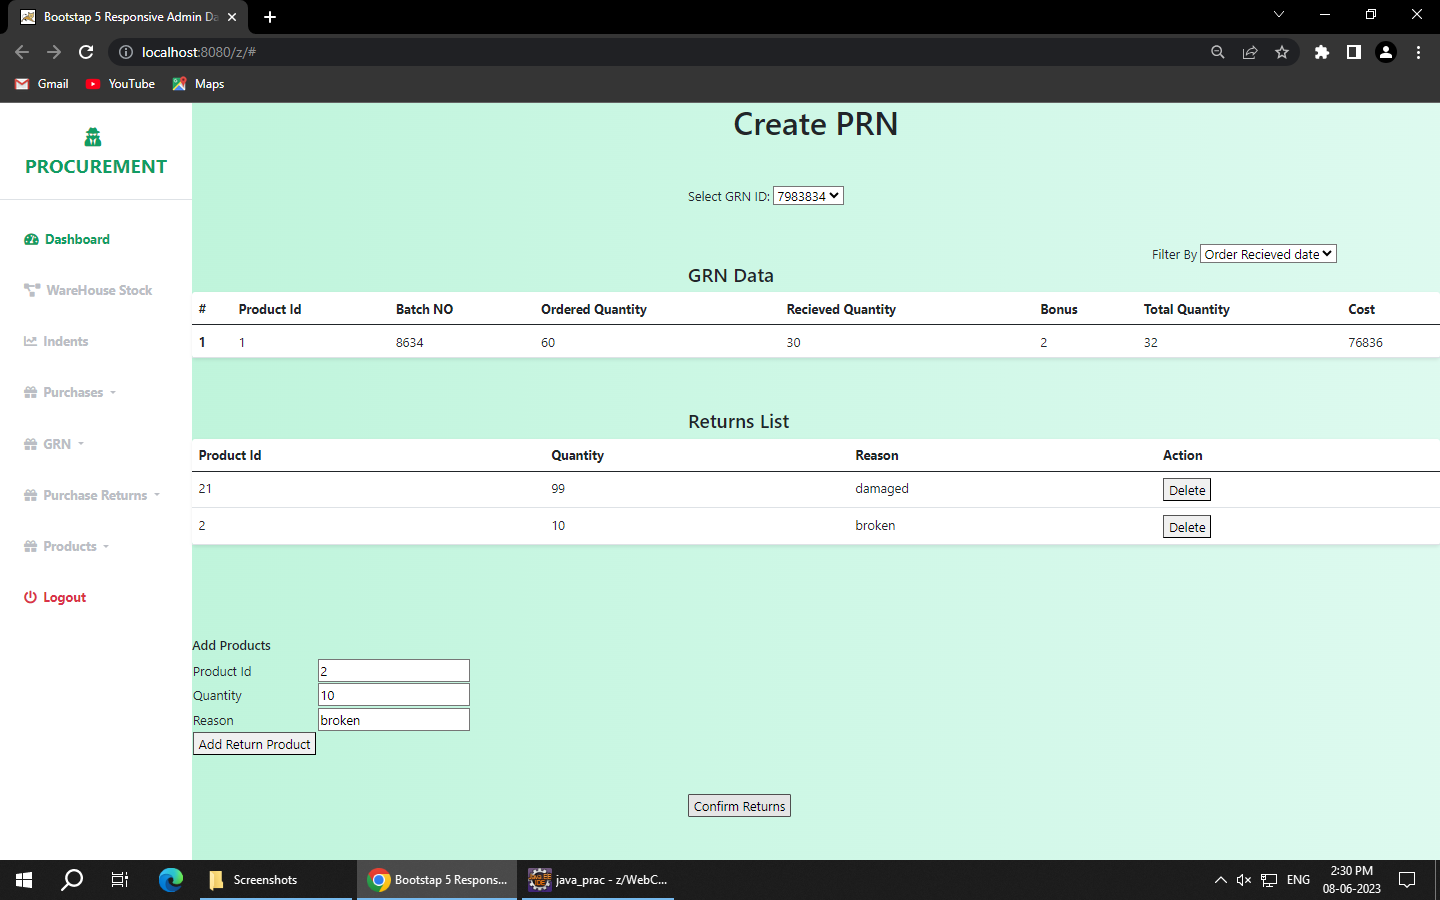 Bootstap 5 Responsive Admin Da
localhost:8080/z/#
Gmail YouTube Maps
PROCUREMENT
Dashboard
WareHouse Stock
Indents
Purchases
GRN
Purchase Returns
Products
Logout
Create PRN
Select GRN ID: 7983834
Filter By Order Recieved date
GRN Data
# Product Id Batch NO Ordered Quantity Recieved Quantity Bonus Total Quantity Cost
1 1 8634 60 30 2 32 76836
Returns List
Product Id Quantity Reason Action
21 99 damaged Delete
2 10 broken Delete
Add Products
Product Id 2
Quantity 10
Reason broken
Add Return Product
Confirm Returns
Screenshots Bootstap 5 Respons... java_prac - z/WebC... ENG 2:30 PM
08-06-2023